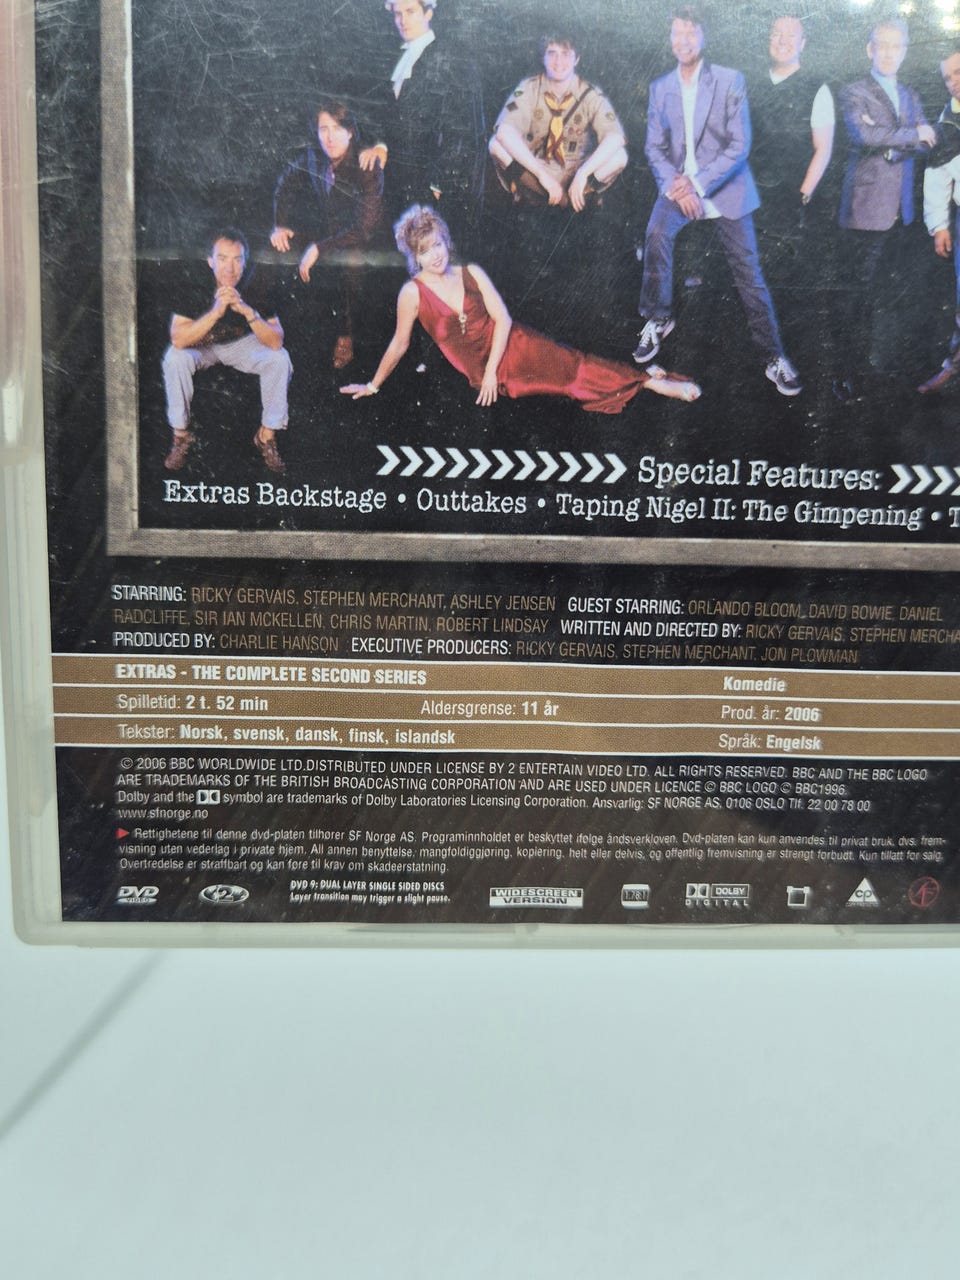 >>>>>>>>>>> Special Features: >>>>
Extras Backstage • Outtakes • Taping Nigel II: The Gimpening • T
STARRING: RICKY GERVAIS, STEPHEN MERCHANT, ASHLEY JENSEN GUEST STARRING: ORLANDO BLOOM, DAVID BOWIE, DANIEL
RADCLIFFE, SIR IAN MCKELLEN, CHRIS MARTIN, ROBERT LINDSAY WRITTEN AND DIRECTED BY: RICKY GERVAIS, STEPHEN MERCHA
PRODUCED BY: CHARLIE HANSON EXECUTIVE PRODUCERS: RICKY GERVAIS, STEPHEN MERCHANT, JON PLOWMAN
EXTRAS - THE COMPLETE SECOND SERIES Komedie
Spilletid: 2 t. 52 min Aldersgrense: 11 år Prod. år: 2006
Tekster: Norsk, svensk, dansk, finsk, islandsk Språk: Engelsk
© 2006 BBC WORLDWIDE LTD.DISTRIBUTED UNDER LICENSE BY 2 ENTERTAIN VIDEO LTD. ALL RIGHTS RESERVED. BBC AND THE BBC LOGO
ARE TRADEMARKS OF THE BRITISH BROADCASTING CORPORATION AND ARE USED UNDER LICENCE © BBC LOGO © BBC1996.
Dolby and the symbol are trademarks of Dolby Laboratories Licensing Corporation. Ansvarlig: SF NORGE AS, 0106 OSLO Tlf. 22 00 78 00
www.sfnorge.no
Rettighetene til denne dvd-platen tilhører SF Norge AS. Programinnholdet er beskyttet ifølge åndsverkloven. Dvd-platen kan kun anvendes til privat bruk, dvs. frem-
visning uten vederlag i private hjem. All annen benyttelse, mangfoldiggjøring, kopiering, helt eller delvis, og offentlig fremvisning er strengt forbudt. Kun tillatt for salg.
Overtredelse er straffbart og kan føre til krav om skadeerstatning.
DVD VIDEO 2 DVD 9: DUAL LAYER SINGLE SIDED DISCS WIDESCREEN VERSION 1.78:1 DOLBY DIGITAL CP
Layer transition may trigger a slight pause.